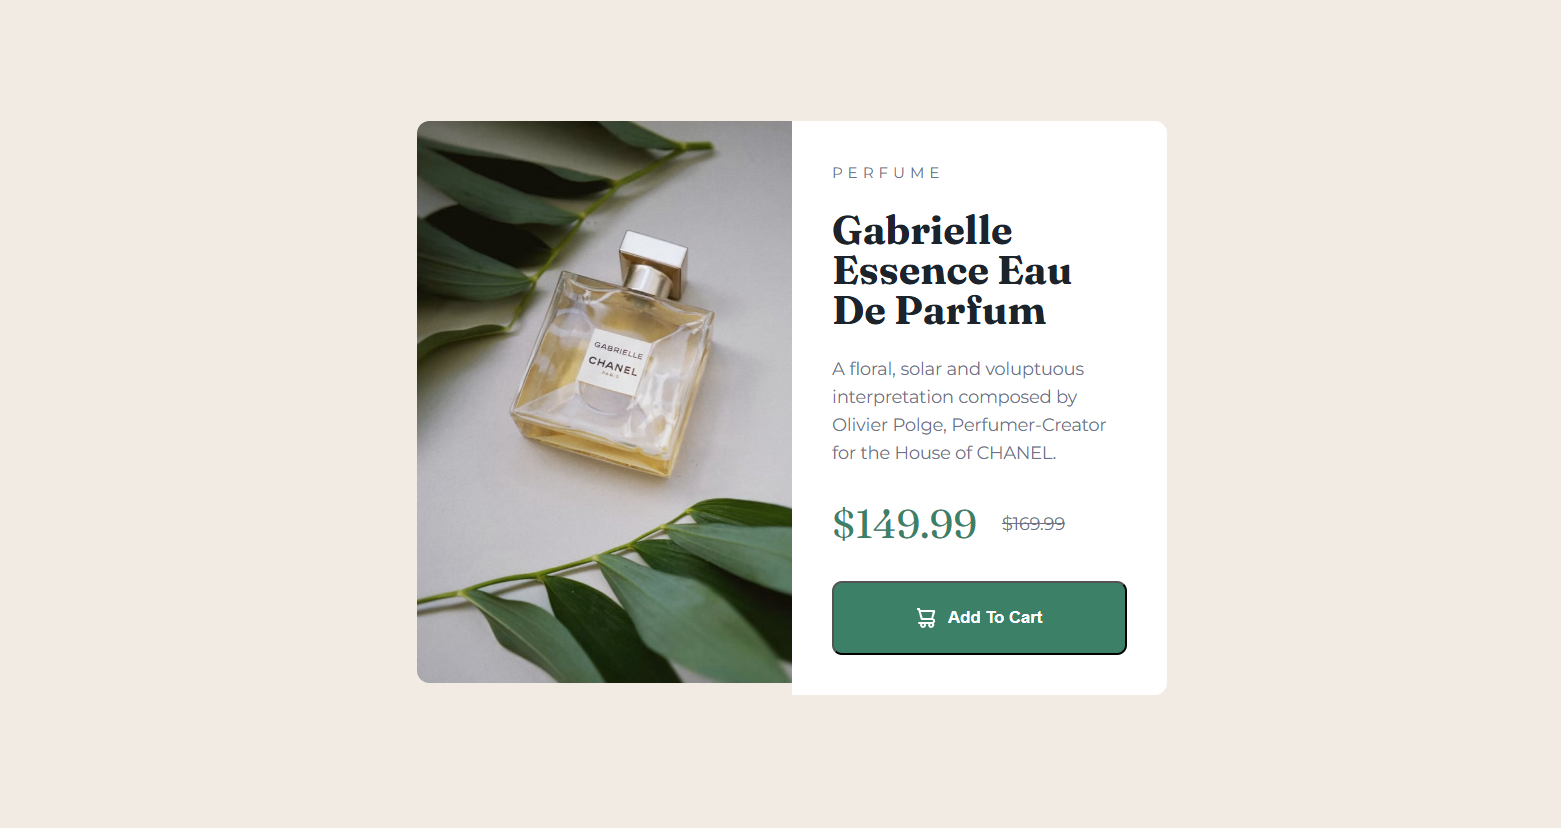 PERFUME
Gabrielle
Essence Eau
De Parfum
A floral, solar and voluptuous
interpretation composed by
Olivier Polge, Perfumer-Creator
for the House of CHANEL.
$149.99 $169.99
Add To Cart
GABRIELLE
CHANEL
PARIS